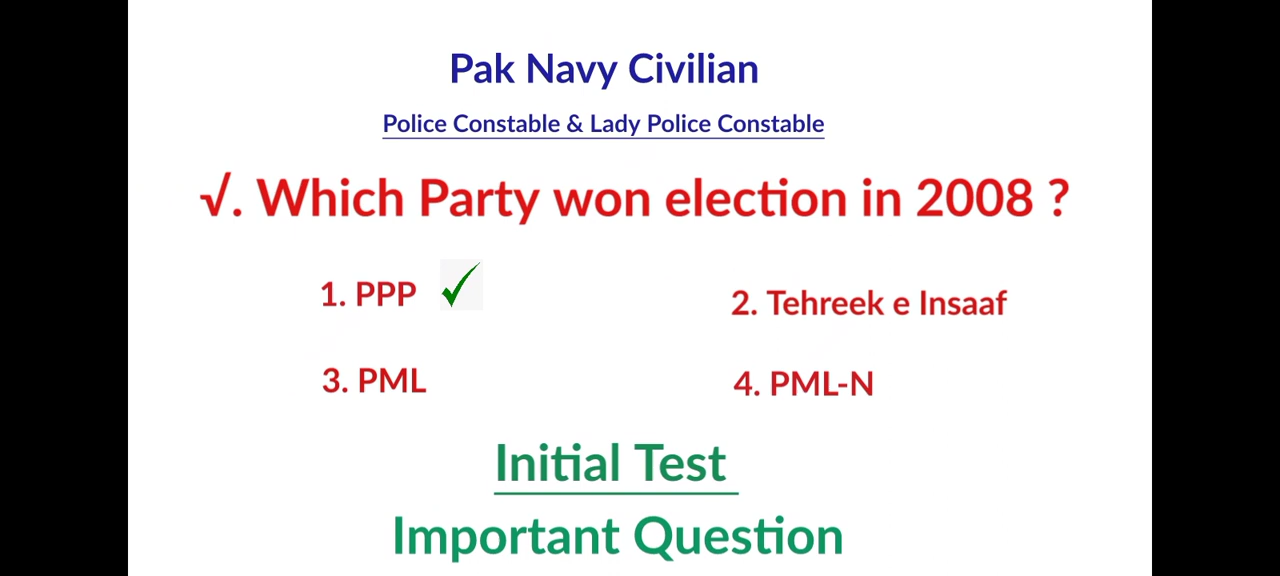 Pak Navy Civilian
Police Constable & Lady Police Constable
√. Which Party won election in 2008 ?
1. PPP ✓
2. Tehreek e Insaaf
3. PML
4. PML-N
Initial Test
Important Question